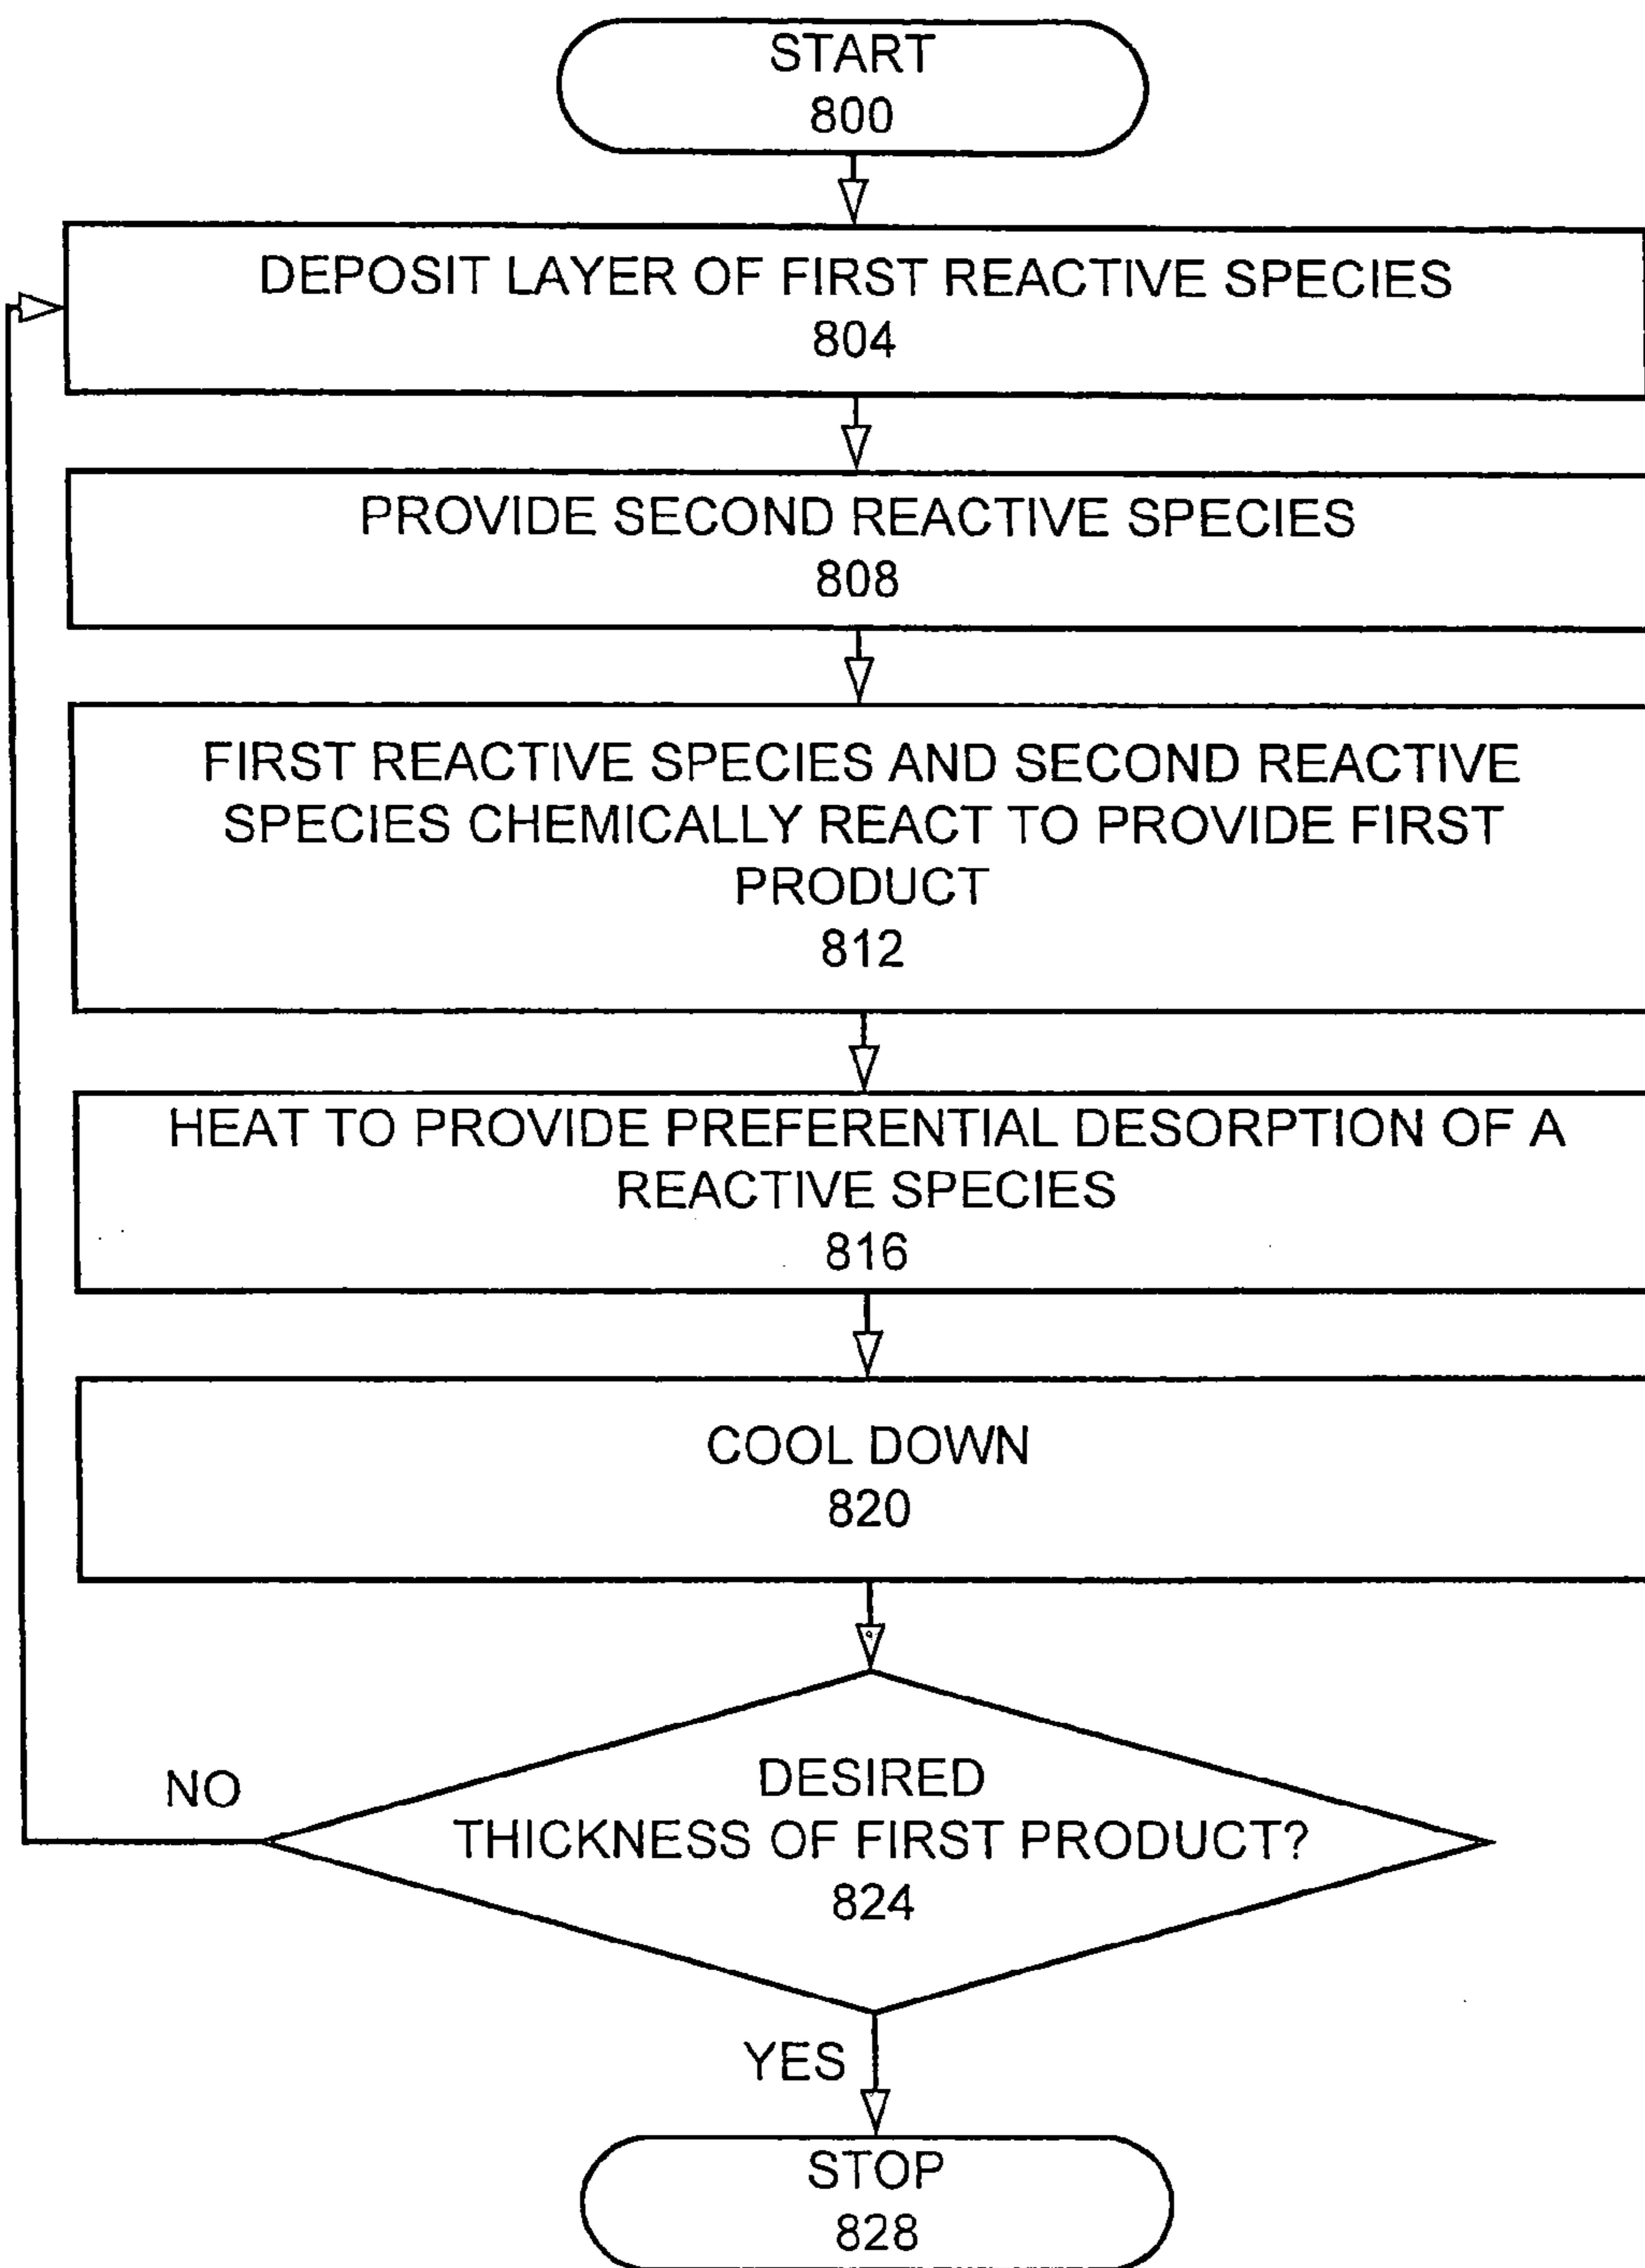 START
800
DEPOSIT LAYER OF FIRST REACTIVE SPECIES
804
PROVIDE SECOND REACTIVE SPECIES
808
FIRST REACTIVE SPECIES AND SECOND REACTIVE
SPECIES CHEMICALLY REACT TO PROVIDE FIRST
PRODUCT
812
HEAT TO PROVIDE PREFERENTIAL DESORPTION OF A
REACTIVE SPECIES
816
COOL DOWN
820
DESIRED
THICKNESS OF FIRST PRODUCT?
824
NO
YES
STOP
828